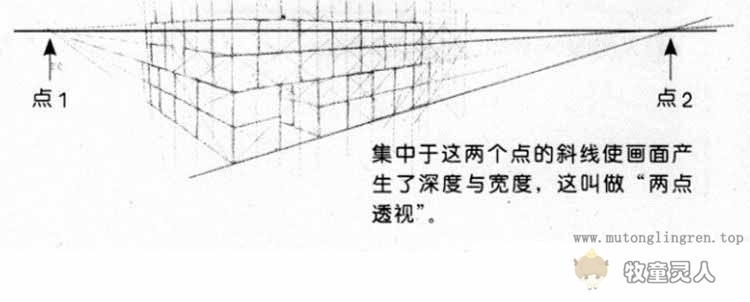 点1
点2
集中于这两个点的斜线使画面产
生了深度与宽度，这叫做“两点
透视”。
www.mutonglingren.top
牧童灵人